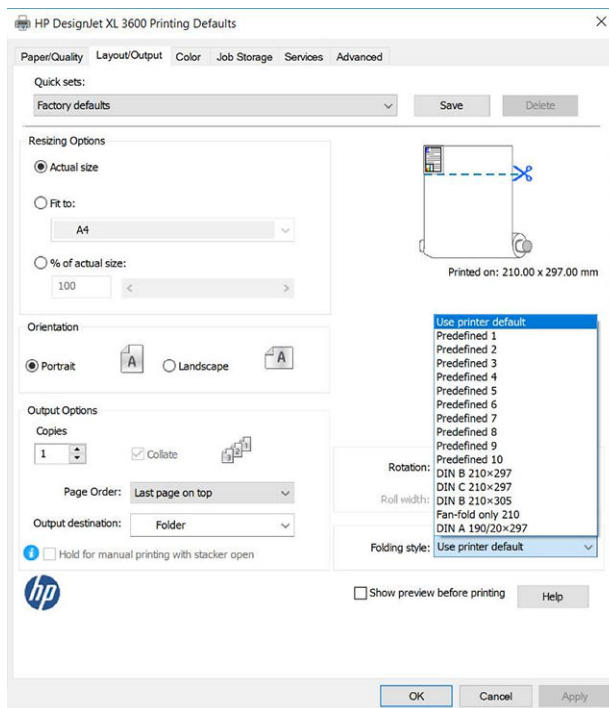 HP DesignJet XL 3600 Printing Defaults
Paper/Quality Layout/Output Color Job Storage Services Advanced
Quick sets:
Factory defaults
Save
Delete
Resizing Options
Actual size
Fit to:
A4
% of actual size:
100
Printed on: 210.00 x 297.00 mm
Orientation
Portrait
A
Landscape
A
Output Options
Copies
1
Collate
Page Order: Last page on top
Output destination: Folder
Hold for manual printing with stacker open
Use printer default
Predefined 1
Predefined 2
Predefined 3
Predefined 4
Predefined 5
Predefined 6
Predefined 7
Predefined 8
Predefined 9
Predefined 10
DIN B 210×297
DIN C 210×297
DIN B 210×305
Fan-fold only 210
DIN A 190/20×297
Rotation:
Roll width:
Folding style: Use printer default
hp
Show preview before printing
Help
OK
Cancel
Apply